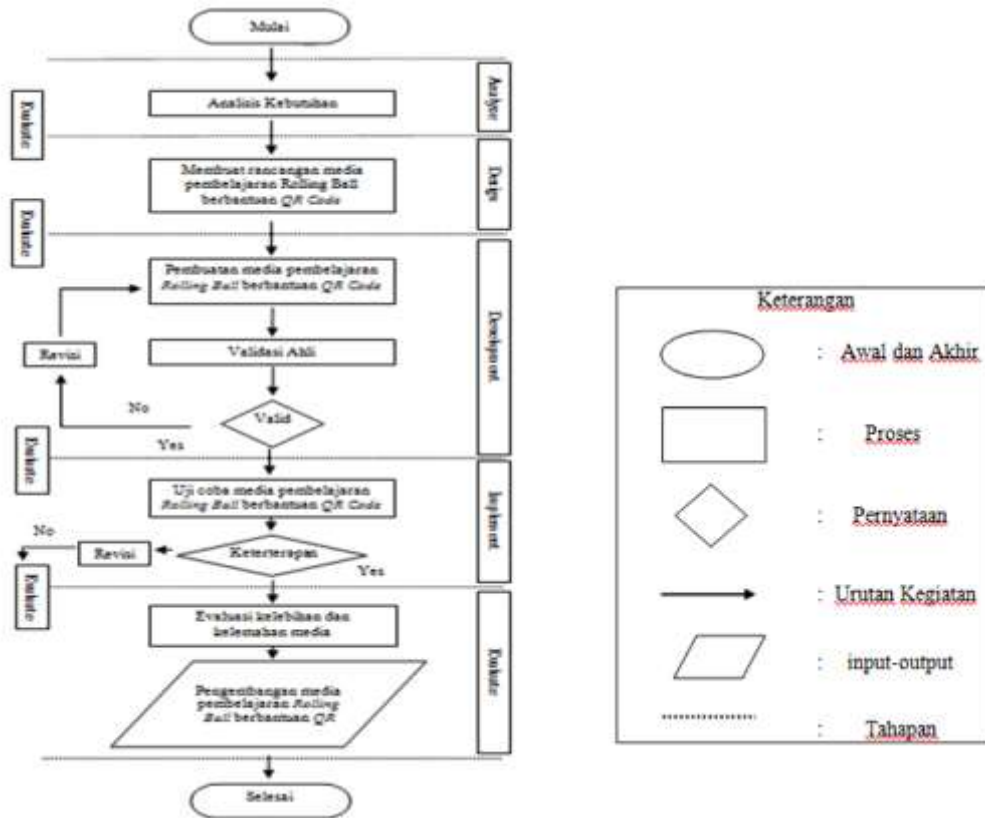 Mulai
Analisis Kebutuhan
Analyse
Evaluate
Membuat rancangan media
pembelajaran Rolling Ball
berbantuan QR Code
Design
Evaluate
Pembuatan media pembelajaran
Rolling Ball berbantuan QR Code
Validasi Ahli
Revisi
Development
No
Valid
Yes
Evaluate
Uji coba media pembelajaran
Rolling Ball berbantuan QR Code
Implement
No
Revisi
Keterterapan
Yes
Evaluate
Evaluasi kelebihan dan
kelemahan media
Evaluate
Pengembangan media
pembelajaran Rolling
Ball berbantuan QR
Selesai
Keterangan
: Awal dan Akhir
: Proses
: Pernyataan
: Urutan Kegiatan
: input-output
: Tahapan